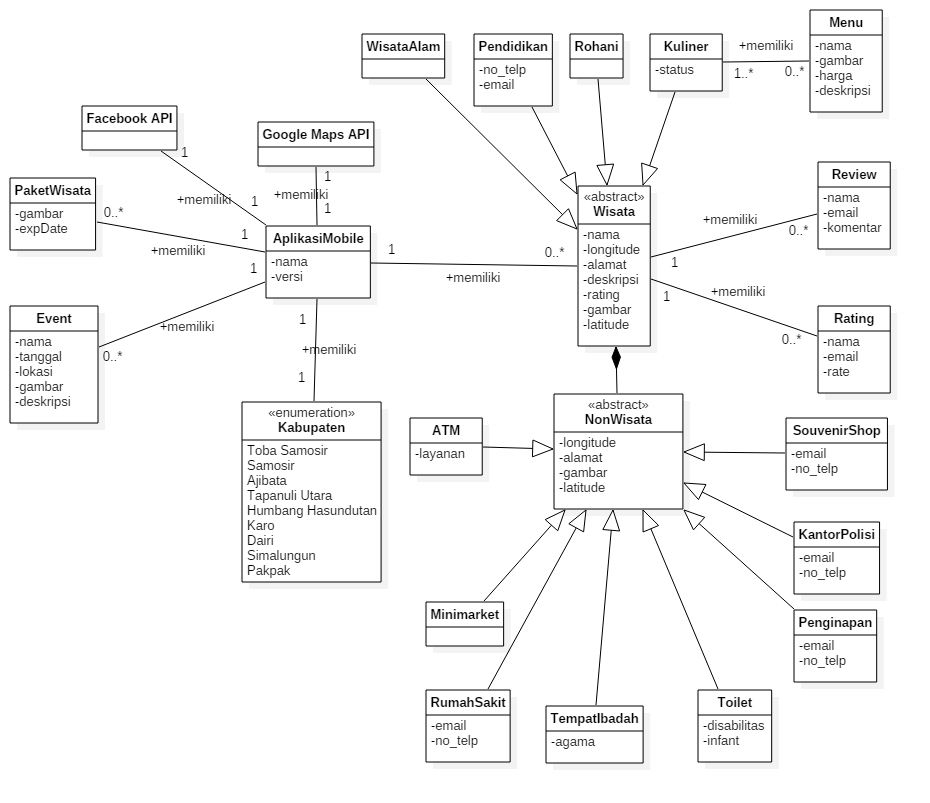 WisataAlam
Pendidikan
-no_telp
-email
Rohani
Kuliner
-status
+memiliki
1..*
0..*
Menu
-nama
-gambar
-harga
-deskripsi
Facebook API
1
Google Maps API
1
+memiliki
1
+memiliki
1
PaketWisata
-gambar
-expDate
0..*
+memiliki
1
AplikasiMobile
-nama
-versi
1
+memiliki
0..*
«abstract»
Wisata
-nama
-longitude
-alamat
-deskripsi
-rating
-gambar
-latitude
+memiliki
1
0..*
Review
-nama
-email
-komentar
1
+memiliki
0..*
Rating
-nama
-email
-rate
Event
-nama
-tanggal
-lokasi
-gambar
-deskripsi
0..*
+memiliki
1
1
+memiliki
1
«enumeration»
Kabupaten
Toba Samosir
Samosir
Ajibata
Tapanuli Utara
Humbang Hasundutan
Karo
Dairi
Simalungun
Pakpak
ATM
-layanan
«abstract»
NonWisata
-longitude
-alamat
-gambar
-latitude
SouvenirShop
-email
-no_telp
KantorPolisi
-email
-no_telp
Minimarket
Penginapan
-email
-no_telp
RumahSakit
-email
-no_telp
TempatIbadah
-agama
Toilet
-disabilitas
-infant